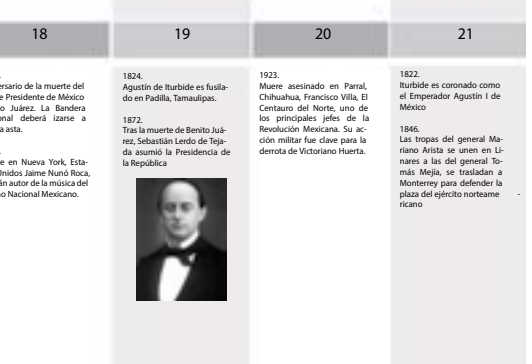 18
19
20
21
ersario de la muerte del
Presidente de México
o Juárez. La Bandera
onal deberá izarse a
a asta.
e en Nueva York, Esta-
Unidos Jaime Nunó Roca,
án autor de la música del
o Nacional Mexicano.
1824.
Agustín de Iturbide es fusila-
do en Padilla, Tamaulipas.
1872.
Tras la muerte de Benito Juá-
rez, Sebastián Lerdo de Teja-
da asumió la Presidencia de
la República
1923.
Muere asesinado en Parral,
Chihuahua, Francisco Villa, El
Centauro del Norte, uno de
los principales jefes de la
Revolución Mexicana. Su ac-
ción militar fue clave para la
derrota de Victoriano Huerta.
1822.
Iturbide es coronado como
el Emperador Agustín I de
México
1846.
Las tropas del general Ma-
riano Arista se unen en Li-
nares a las del general To-
más Mejía, se trasladan a
Monterrey para defender la
plaza del ejército norteame -
ricano